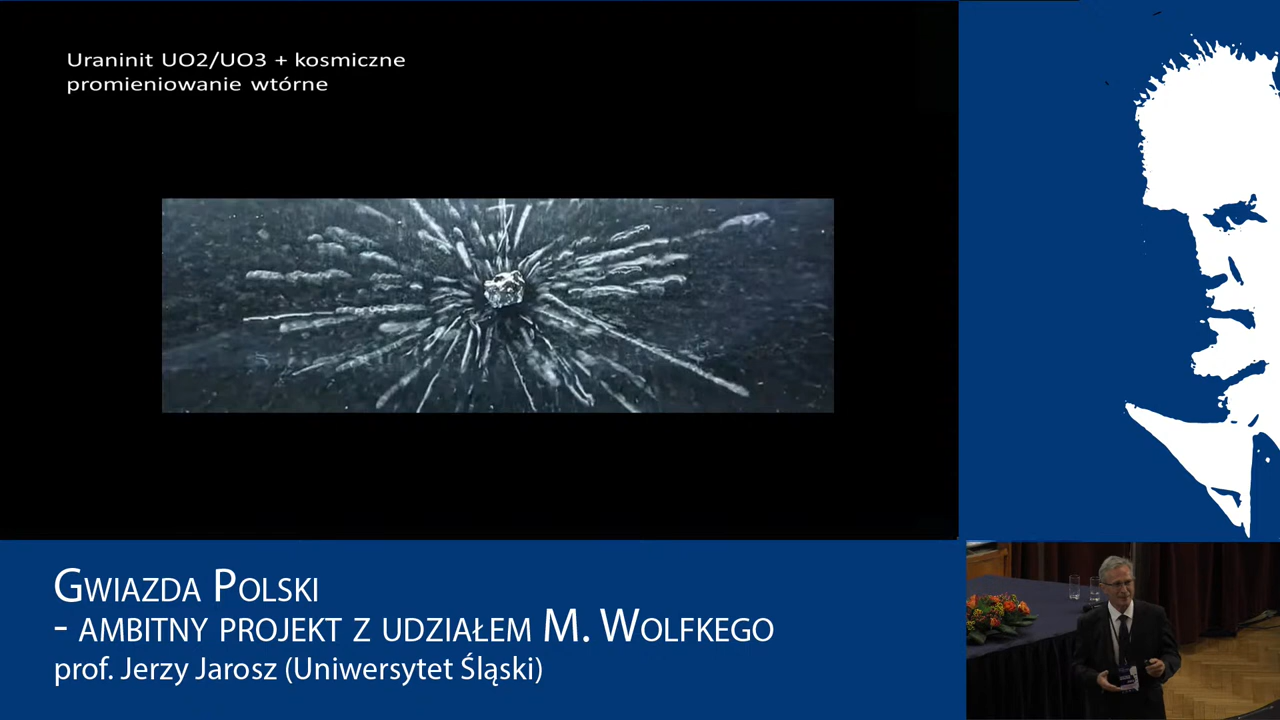 Uraninit UO2/UO3 + kosmiczne
promieniowanie wtórne
Gwiazda Polski
- ambitny projekt z udziałem M. Wolfkego
prof. Jerzy Jarosz (Uniwersytet Śląski)